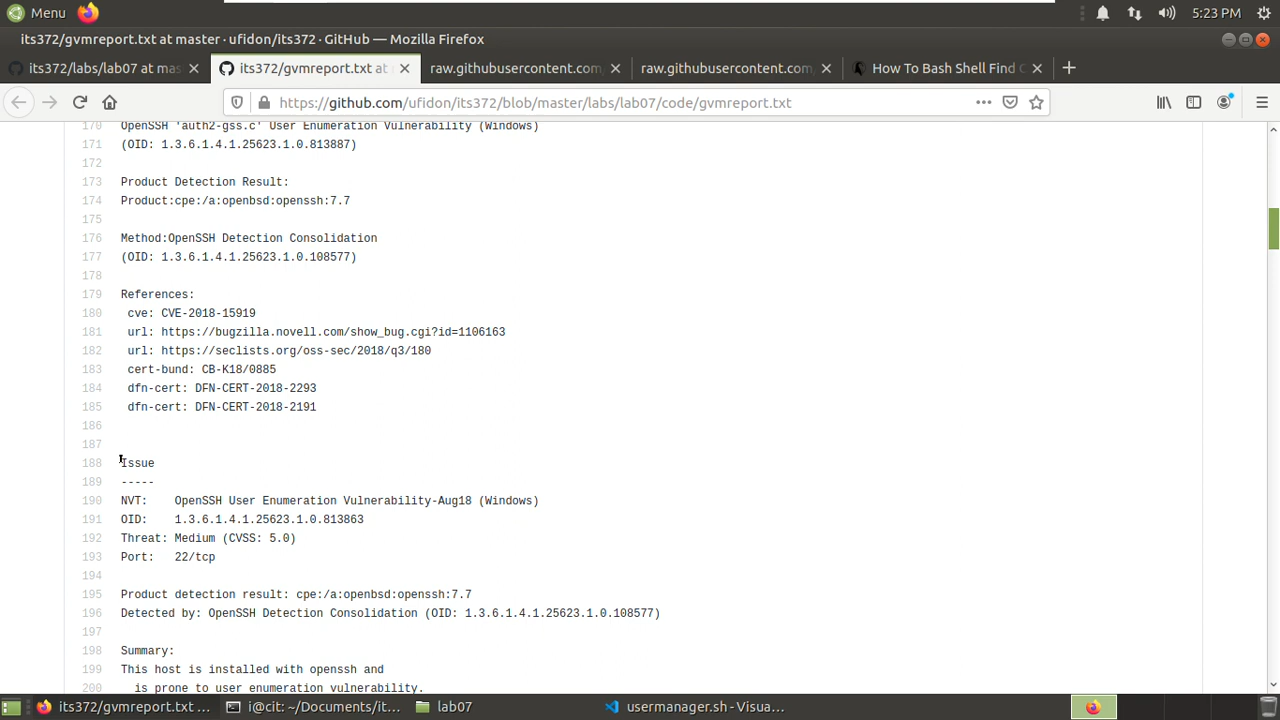 Menu
5:23 PM
its372/gvmreport.txt at master · ufidon/its372 · GitHub — Mozilla Firefox
its372/labs/lab07 at mas
its372/gvmreport.txt at
raw.githubusercontent.com
raw.githubusercontent.com
How To Bash Shell Find
https://github.com/ufidon/its372/blob/master/labs/lab07/code/gvmreport.txt
170 OpenSSH 'auth2-gss.c' User Enumeration Vulnerability (Windows)
171 (OID: 1.3.6.1.4.1.25623.1.0.813887)
172
173 Product Detection Result:
174 Product:cpe:/a:openbsd:openssh:7.7
175
176 Method:OpenSSH Detection Consolidation
177 (OID: 1.3.6.1.4.1.25623.1.0.108577)
178
179 References:
180 cve: CVE-2018-15919
181 url: https://bugzilla.novell.com/show_bug.cgi?id=1106163
182 url: https://seclists.org/oss-sec/2018/q3/180
183 cert-bund: CB-K18/0885
184 dfn-cert: DFN-CERT-2018-2293
185 dfn-cert: DFN-CERT-2018-2191
186
187
188 Issue
189 -----
190 NVT: OpenSSH User Enumeration Vulnerability-Aug18 (Windows)
191 OID: 1.3.6.1.4.1.25623.1.0.813863
192 Threat: Medium (CVSS: 5.0)
193 Port: 22/tcp
194
195 Product detection result: cpe:/a:openbsd:openssh:7.7
196 Detected by: OpenSSH Detection Consolidation (OID: 1.3.6.1.4.1.25623.1.0.108577)
197
198 Summary:
199 This host is installed with openssh and
200 is prone to user enumeration vulnerability.
its372/gvmreport.txt ...
i@cit: ~/Documents/it...
lab07
usermanager.sh - Visua...